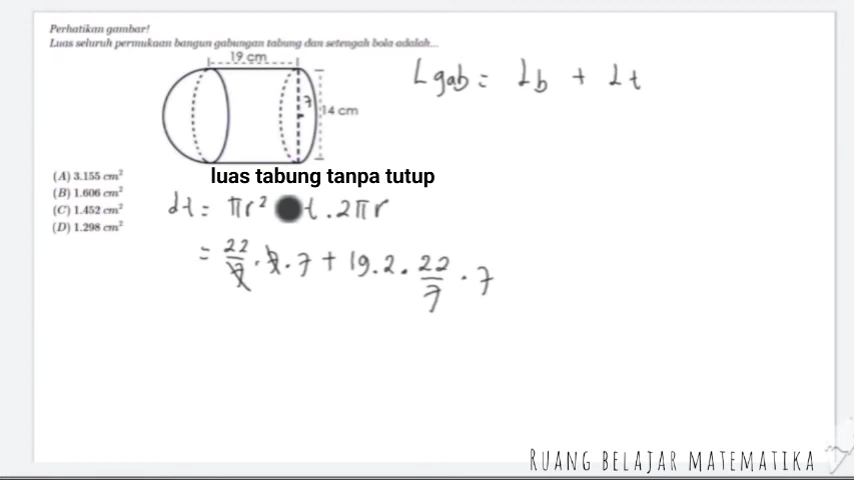 Perhatikan gambar!
Luas seluruh permukaan bangun gabungan tabung dan setengah bola adalah...
19 cm
7
14 cm
L gab = Lb + Lt
(A) 3.155 cm²
(B) 1.606 cm²
(C) 1.452 cm²
(D) 1.298 cm²
luas tabung tanpa tutup
Lt = πr² t . 2πr
= 22/7 . 7 . 7 + 19 . 2 . 22/7 . 7
RUANG BELAJAR MATEMATIKA